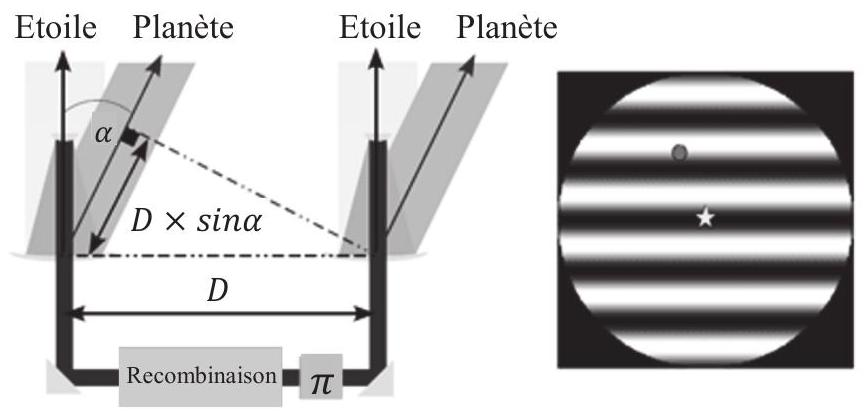 Etoile Planète Etoile Planète
α
D × sinα
D
Recombinaison π